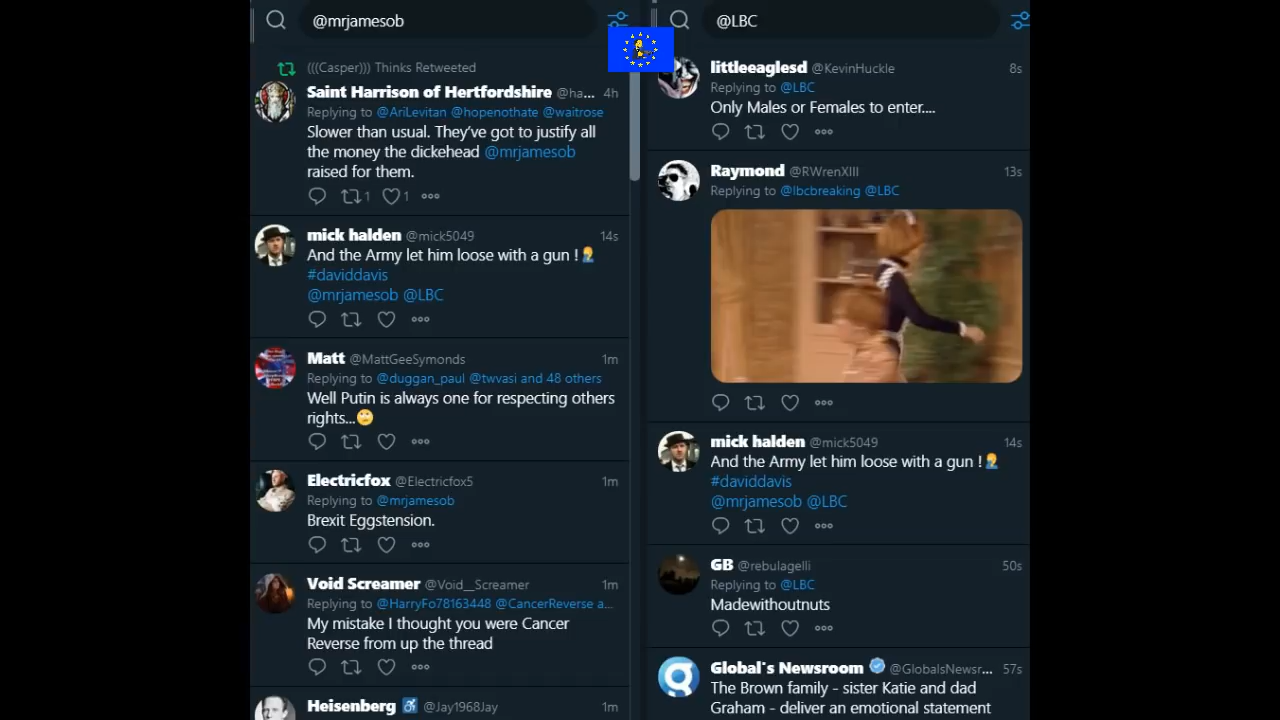 @mrjamesob
(((Casper))) Thinks Retweeted
Saint Harrison of Hertfordshire @ha... 4h
Replying to @AriLevitan @hopenothate @waitrose
Slower than usual. They've got to justify all
the money the dickehead @mrjamesob
raised for them.
1 1
mick halden @mick5049 14s
And the Army let him loose with a gun !
#daviddavis
@mrjamesob @LBC
Matt @MattGeeSymonds 1m
Replying to @duggan_paul @twvasi and 48 others
Well Putin is always one for respecting others
rights...
Electricfox @Electricfox5 1m
Replying to @mrjamesob
Brexit Eggstension.
Void Screamer @Void__Screamer 1m
Replying to @HarryFo78163448 @CancerReverse a...
My mistake I thought you were Cancer
Reverse from up the thread
Heisenberg @Jay1968Jay 1m
@LBC
littleeaglesd @KevinHuckle 8s
Replying to @LBC
Only Males or Females to enter....
Raymond @RWrenXIII 13s
Replying to @lbcbreaking @LBC
mick halden @mick5049 14s
And the Army let him loose with a gun !
#daviddavis
@mrjamesob @LBC
GB @rebulagelli 50s
Replying to @LBC
Madewithoutnuts
Global's Newsroom @GlobalsNewsr... 57s
The Brown family - sister Katie and dad
Graham - deliver an emotional statement